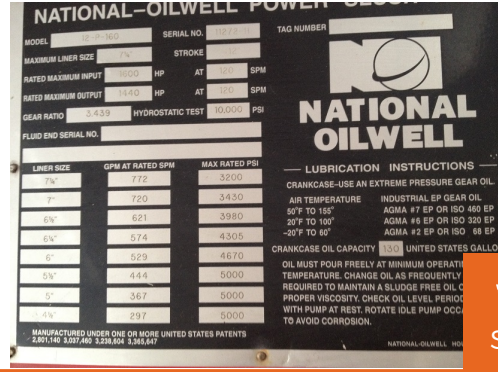 NATIONAL-OILWELL POWER
MODEL 12-P-160 SERIAL NO.
MAXIMUM LINER SIZE 7¼" STROKE 12
RATED MAXIMUM INPUT 1600 HP AT 120 SPM
RATED MAXIMUM OUTPUT 1440 HP AT 120 SPM
GEAR RATIO 3.439 HYDROSTATIC TEST 10,000 PSI
FLUID END SERIAL NO.
LINER SIZE GPM AT RATED SPM MAX RATED PSI
7¼" 772 3200
7" 720 3430
6½" 621 3980
6¼" 574 4305
6" 529 4670
5½" 444 5000
5" 367 5000
4½" 297 5000
MANUFACTURED UNDER ONE OR MORE UNITED STATES PATENTS
2,801,140 3,037,460 3,238,604 3,365,647
TAG NUMBER
NATIONAL
OILWELL
LUBRICATION INSTRUCTIONS
CRANKCASE-USE AN EXTREME PRESSURE GEAR OIL
AIR TEMPERATURE INDUSTRIAL EP GEAR OIL
50°F TO 155° AGMA #7 EP OR ISO 460 EP
20°F TO 100° AGMA #6 EP OR ISO 320 EP
-20°F TO 60° AGMA #2 EP OR ISO 68 EP
CRANKCASE OIL CAPACITY 130 UNITED STATES GALLO
OIL MUST POUR FREELY AT MINIMUM OPERATI
TEMPERATURE. CHANGE OIL AS FREQUENTLY
REQUIRED TO MAINTAIN A SLUDGE FREE OIL
PROPER VISCOSITY. CHECK OIL LEVEL PERIOD
WITH PUMP AT REST. ROTATE IDLE PUMP OCCA
TO AVOID CORROSION.
NATIONAL-OILWELL HOU